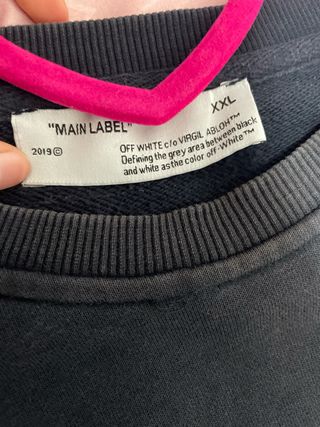 XXL
"MAIN LABEL"
2019©
OFF WHITE c/o VIRGIL ABLOH™
Defining the grey area between black
and white as the color off-White™